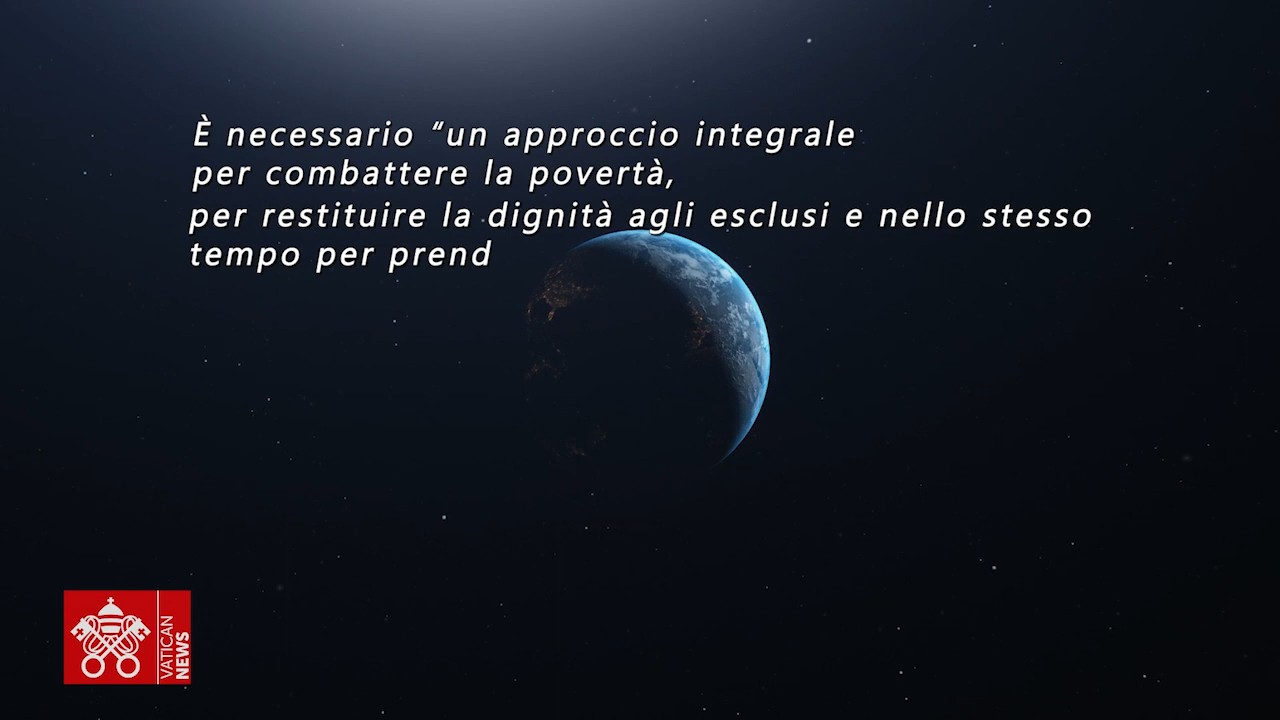 È necessario “un approccio integrale
per combattere la povertà,
per restituire la dignità agli esclusi e nello stesso
tempo per prend
VATICAN
NEWS